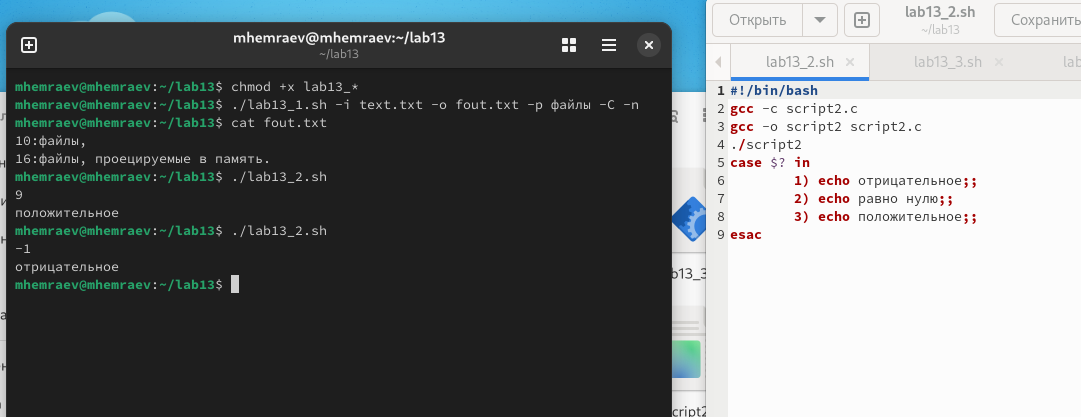 mhemraev@mhemraev:~/lab13
~/lab13
mhemraev@mhemraev:~/lab13$ chmod +x lab13_*
mhemraev@mhemraev:~/lab13$ ./lab13_1.sh -i text.txt -o fout.txt -p файлы -C -n
mhemraev@mhemraev:~/lab13$ cat fout.txt
10:файлы,
16:файлы, проецируемые в память.
mhemraev@mhemraev:~/lab13$ ./lab13_2.sh
9
положительное
mhemraev@mhemraev:~/lab13$ ./lab13_2.sh
-1
отрицательное
mhemraev@mhemraev:~/lab13$
Открыть
lab13_2.sh
~/lab13
Сохранить
lab13_2.sh
lab13_3.sh
1 #!/bin/bash
2 gcc -c script2.c
3 gcc -o script2 script2.c
4 ./script2
5 case $? in
6 1) echo отрицательное;;
7 2) echo равно нулю;;
8 3) echo положительное;;
9 esac